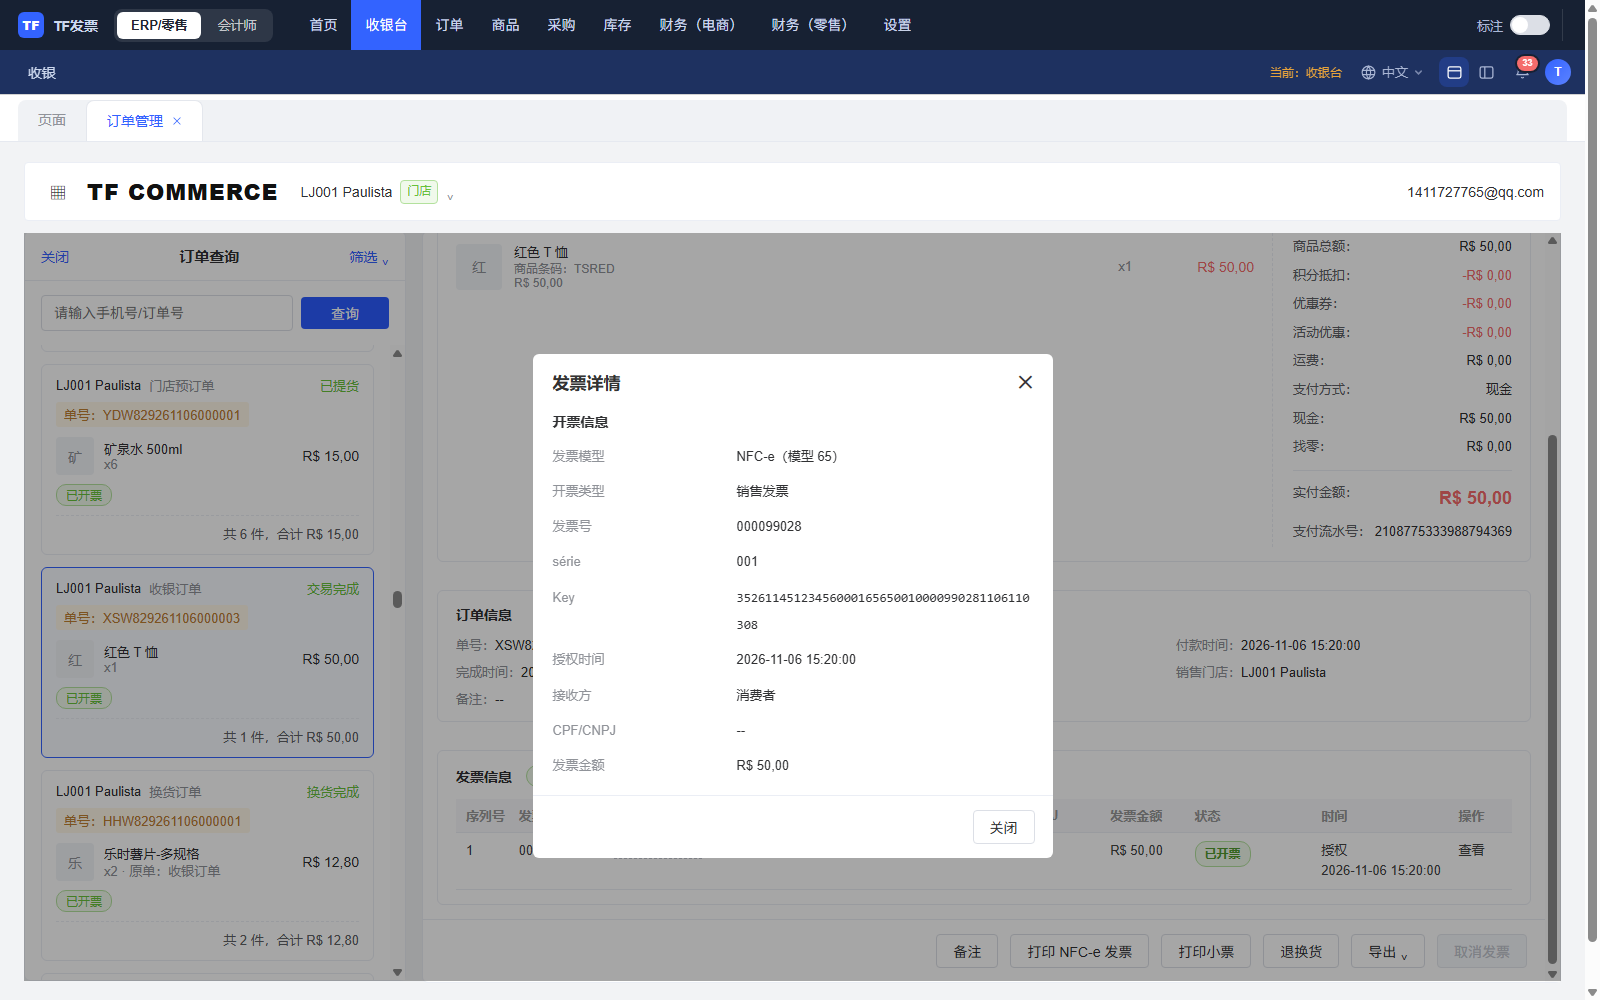 TF TF发票 ERP/零售 会计师 首页 收银台 订单 商品 采购 库存 财务（电商） 财务（零售） 设置 标注
收银 当前：收银台 中文 33 T
页面 订单管理 ×
TF COMMERCE LJ001 Paulista 门店 1411727765@qq.com
关闭 订单查询 筛选
请输入手机号/订单号 查询
LJ001 Paulista 门店预订单 已提货
单号：YDW829261106000001
矿 矿泉水 500ml R$ 15,00
x6
已开票
共 6 件，合计 R$ 15,00
LJ001 Paulista 收银订单 交易完成
单号：XSW829261106000003
红 红色 T 恤 R$ 50,00
x1
已开票
共 1 件，合计 R$ 50,00
LJ001 Paulista 换货订单 换货完成
单号：HHW829261106000001
乐 乐时薯片-多规格 R$ 12,80
x2 · 原单：收银订单
已开票
共 2 件，合计 R$ 12,80
红 红色 T 恤 x1 R$ 50,00
商品条码：TSRED
R$ 50,00
商品总额： R$ 50,00
积分抵扣： -R$ 0,00
优惠券： -R$ 0,00
活动优惠： -R$ 0,00
运费： R$ 0,00
支付方式： 现金
现金： R$ 50,00
找零： R$ 0,00
实付金额： R$ 50,00
支付流水号： 2108775333988794369
订单信息
单号：XSW8 付款时间：2026-11-06 15:20:00
完成时间：20 销售门店：LJ001 Paulista
备注：--
发票信息
序列号 发 发票金额 状态 时间 操作
1 00 R$ 50,00 已开票 授权 查看
2026-11-06 15:20:00
备注 打印 NFC-e 发票 打印小票 退换货 导出 取消发票
发票详情
开票信息
发票模型 NFC-e（模型 65）
开票类型 销售发票
发票号 000099028
série 001
Key 35261145123456000165650010000990281106110
308
授权时间 2026-11-06 15:20:00
接收方 消费者
CPF/CNPJ --
发票金额 R$ 50,00
关闭